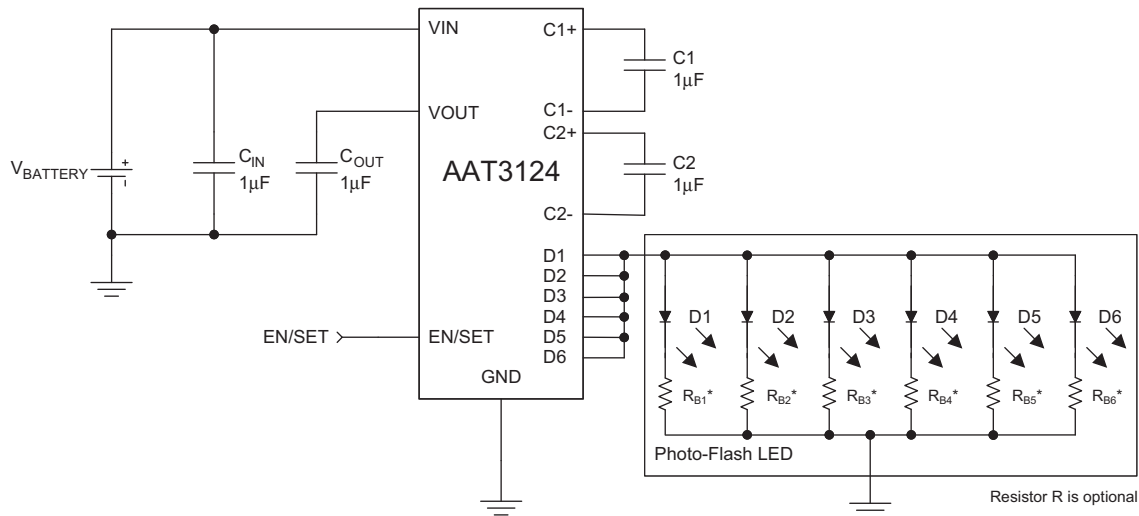 VIN
C1+
C1
1μF
VOUT
C1-
C2+
V_BATTERY
+
-
C_IN
1μF
C_OUT
1μF
AAT3124
C2
1μF
C2-
D1
D2
D3
D4
D5
D6
EN/SET
EN/SET
GND
D1
D2
D3
D4
D5
D6
R_B1*
R_B2*
R_B3*
R_B4*
R_B5*
R_B6*
Photo-Flash LED
Resistor R is optional